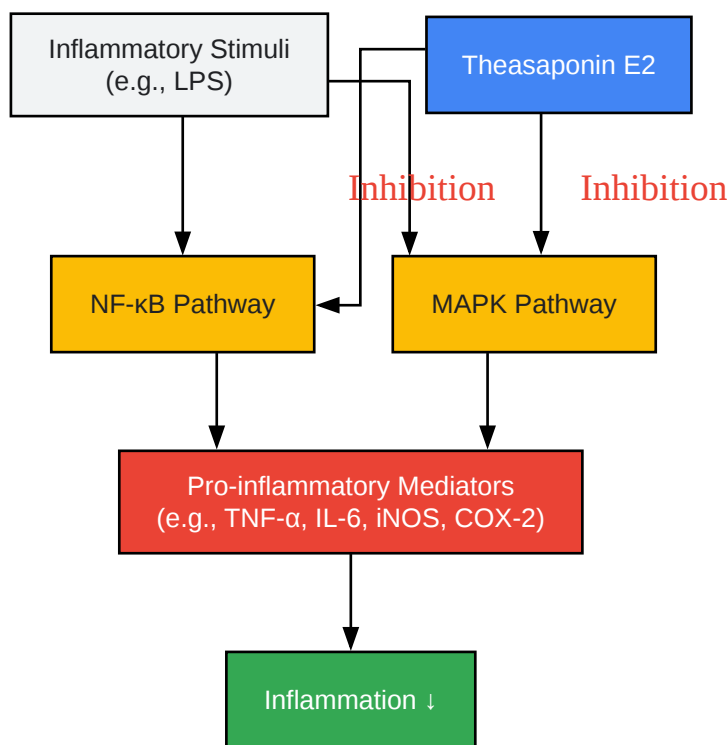 Inflammatory Stimuli
(e.g., LPS)
Theasaponin E2
Inhibition
Inhibition
NF-κB Pathway
MAPK Pathway
Pro-inflammatory Mediators
(e.g., TNF-α, IL-6, iNOS, COX-2)
Inflammation ↓